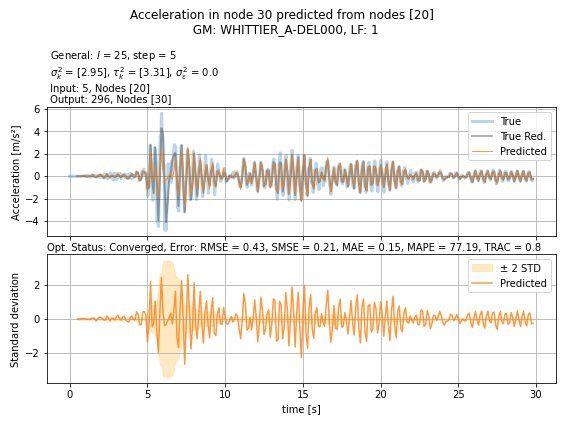 Acceleration in node 30 predicted from nodes [20]
GM: WHITTIER_A-DEL000, LF: 1
General: l = 25, step = 5
σ²ₖ = [2.95], τ²ₖ = [3.31], σ²ε = 0.0
Input: 5, Nodes [20]
Output: 296, Nodes [30]
Acceleration [m/s²]
6
4
2
0
−2
−4
True
True Red.
Predicted
Opt. Status: Converged, Error: RMSE = 0.43, SMSE = 0.21, MAE = 0.15, MAPE = 77.19, TRAC = 0.8
Standard deviation
2
0
−2
± 2 STD
Predicted
0 5 10 15 20 25 30
time [s]